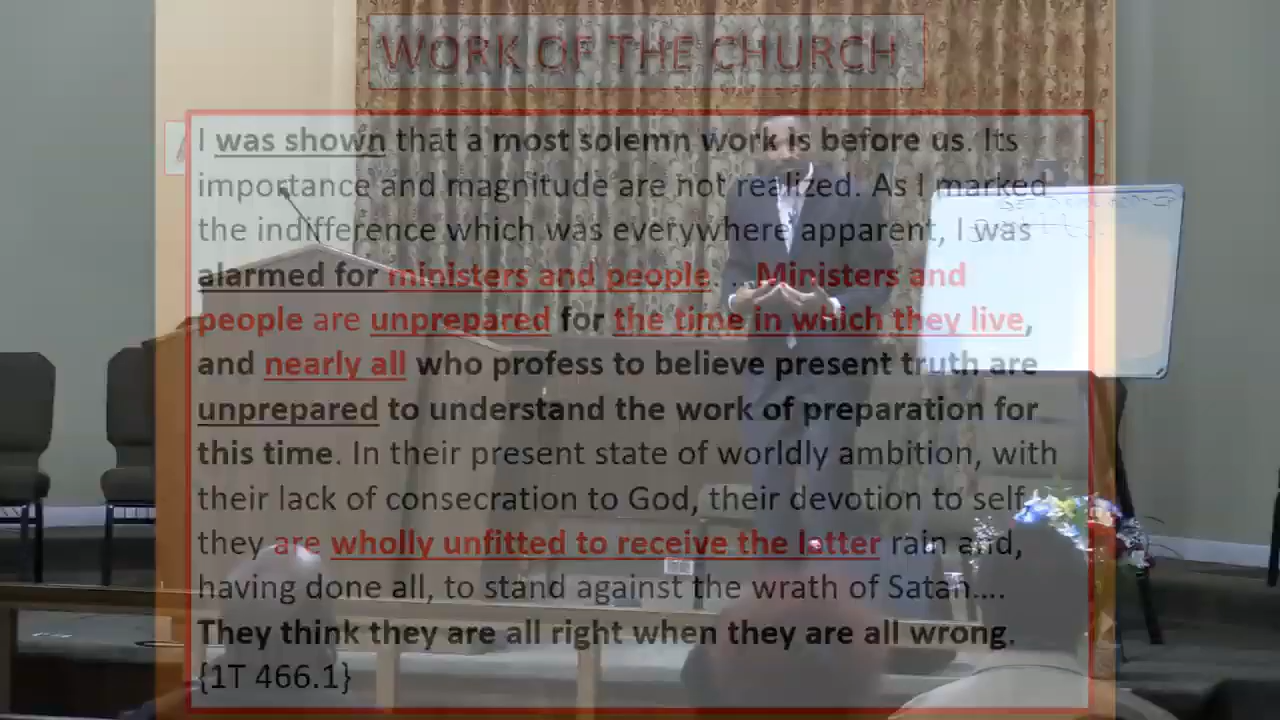 WORK OF THE CHURCH
I was shown that a most solemn work is before us. Its
importance and magnitude are not realized. As I marked
the indifference which was everywhere apparent, I was
alarmed for ministers and people. ... Ministers and
people are unprepared for the time in which they live,
and nearly all who profess to believe present truth are
unprepared to understand the work of preparation for
this time. In their present state of worldly ambition, with
their lack of consecration to God, their devotion to self,
they are wholly unfitted to receive the latter rain and,
having done all, to stand against the wrath of Satan....
They think they are all right when they are all wrong.
{1T 466.1}